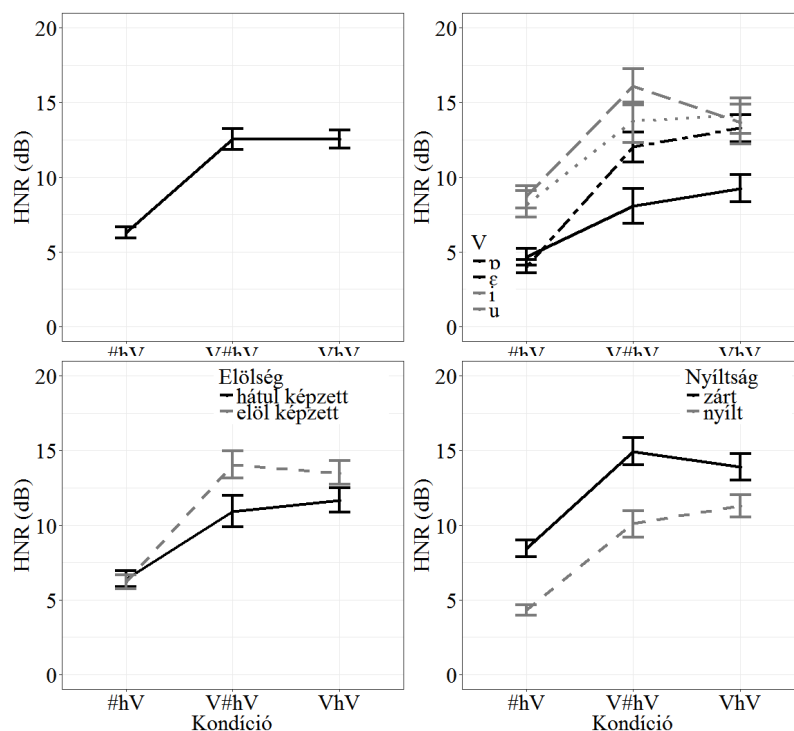 20
15
10
5
0
HNR (dB)
#hV V#hV VhV
20
15
10
5
0
HNR (dB)
V
ɒ
ɛ
i
u
#hV V#hV VhV
20
15
10
5
0
HNR (dB)
Elölség
hátul képzett
elöl képzett
#hV V#hV VhV
Kondíció
20
15
10
5
0
HNR (dB)
Nyíltság
zárt
nyílt
#hV V#hV VhV
Kondíció